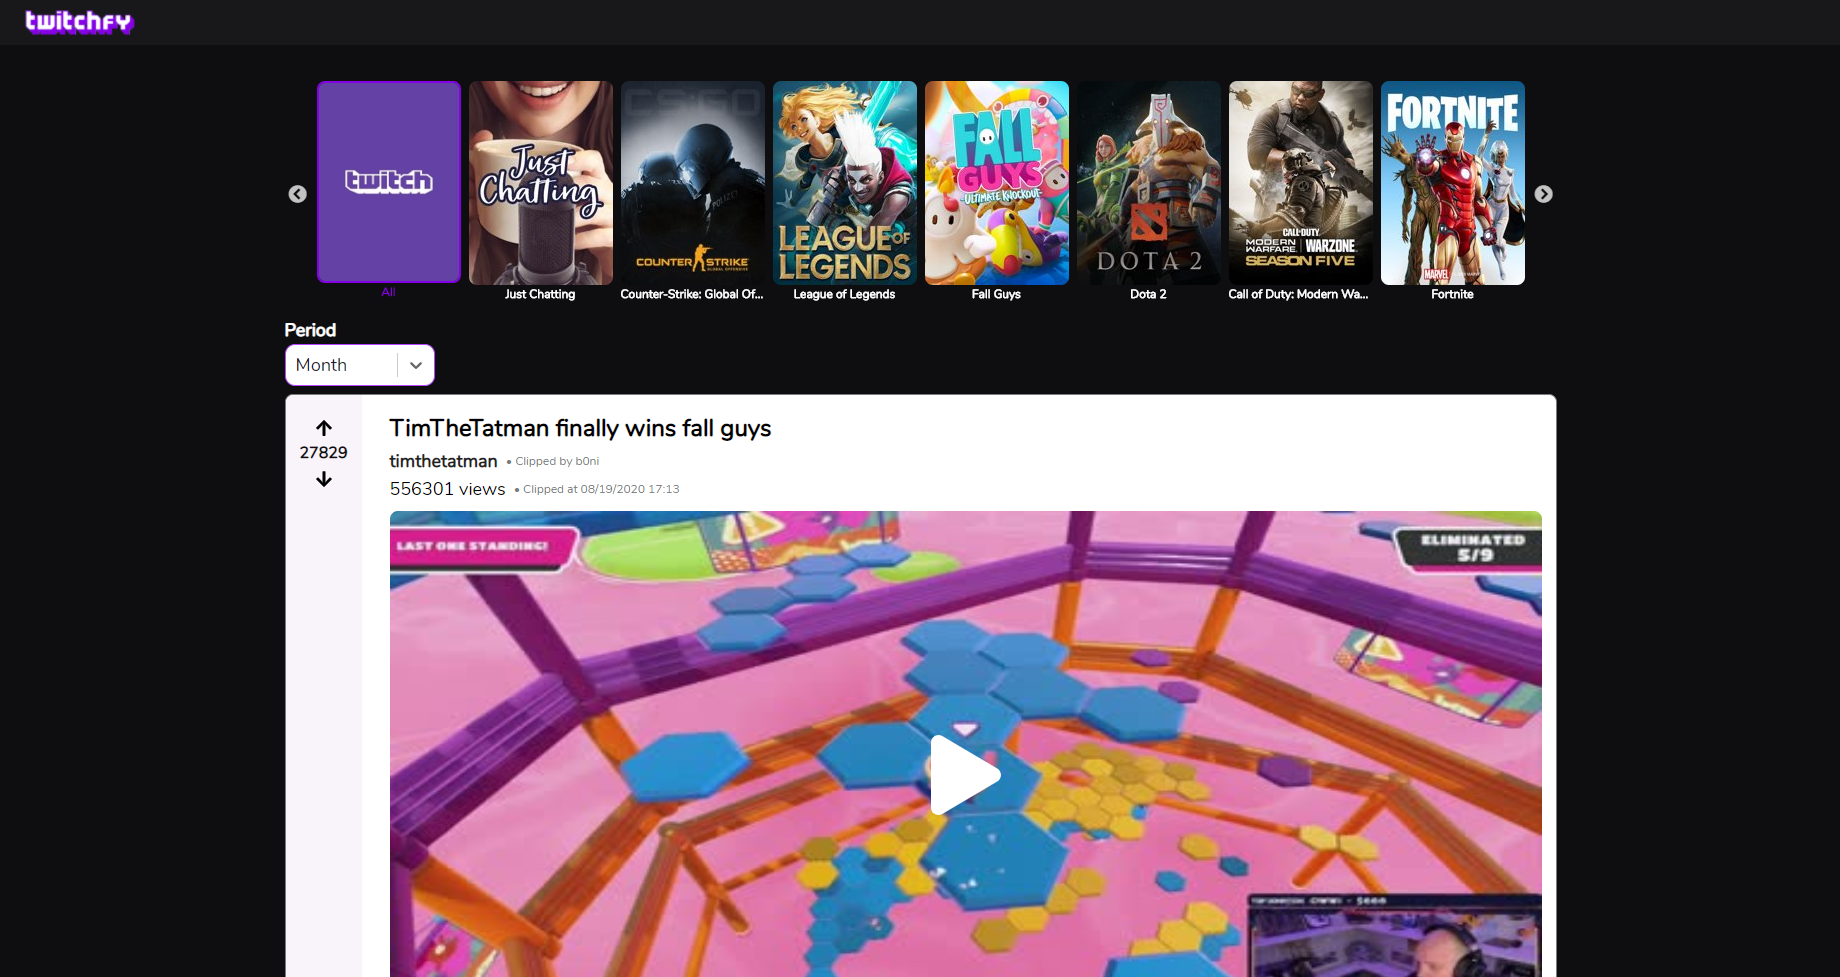 twitchfy
twitch
Just
Chatting
CS:GO
POLIZEI
COUNTER STRIKE
GLOBAL OFFENSIVE
LEAGUE OF
LEGENDS
FALL
GUYS
ULTIMATE KNOCKOUT
DOTA 2
CALL OF DUTY
MODERN
WARFARE
WARZONE
SEASON FIVE
FORTNITE
MARVEL
All
Just Chatting
Counter-Strike: Global Of...
League of Legends
Fall Guys
Dota 2
Call of Duty: Modern Wa...
Fortnite
Period
Month
27829
TimTheTatman finally wins fall guys
timthetatman • Clipped by b0ni
556301 views • Clipped at 08/19/2020 17:13
LAST ONE STANDING!
ELIMINATED
5/9